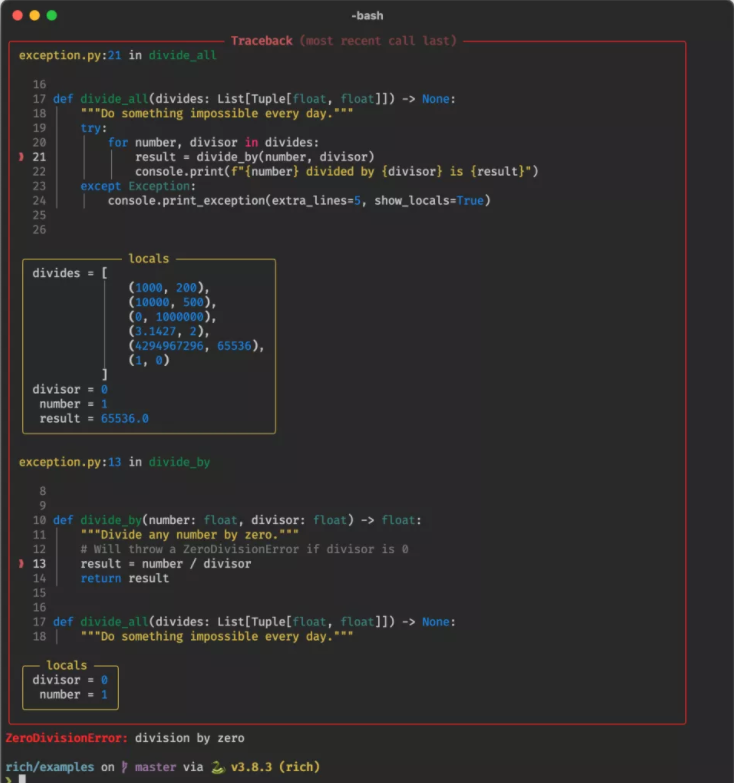 -bash
Traceback (most recent call last)
exception.py:21 in divide_all
16
17 def divide_all(divides: List[Tuple[float, float]]) -> None:
18     """Do something impossible every day."""
19     try:
20         for number, divisor in divides:
❱ 21             result = divide_by(number, divisor)
22             console.print(f"{number} divided by {divisor} is {result}")
23     except Exception:
24         console.print_exception(extra_lines=5, show_locals=True)
25
26
locals
divides = [
(1000, 200),
(10000, 500),
(0, 1000000),
(3.1427, 2),
(4294967296, 65536),
(1, 0)
]
divisor = 0
number = 1
result = 65536.0
exception.py:13 in divide_by
8
9
10 def divide_by(number: float, divisor: float) -> float:
11     """Divide any number by zero."""
12     # Will throw a ZeroDivisionError if divisor is 0
❱ 13     result = number / divisor
14     return result
15
16
17 def divide_all(divides: List[Tuple[float, float]]) -> None:
18     """Do something impossible every day."""
locals
divisor = 0
number = 1
ZeroDivisionError: division by zero
rich/examples on master via 🐍 v3.8.3 (rich)
❯